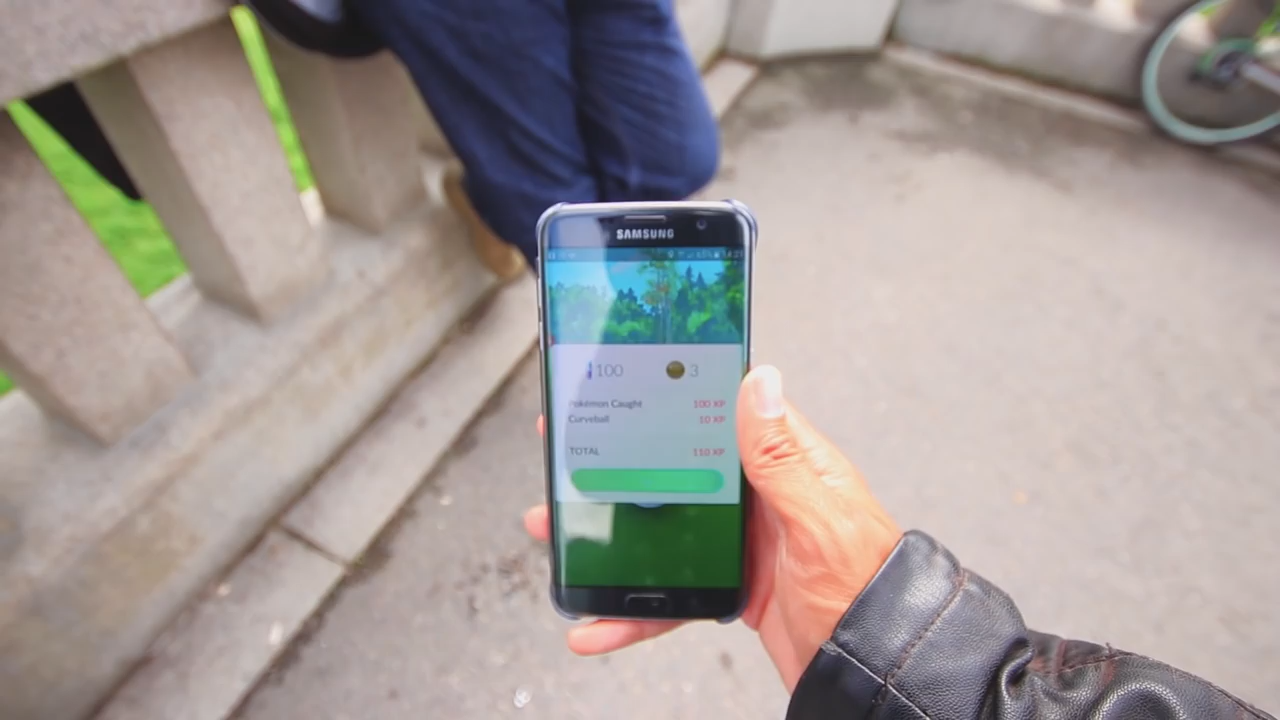 SAMSUNG
100 3
Pokémon Caught 100 XP
Curveball 10 XP
TOTAL 110 XP